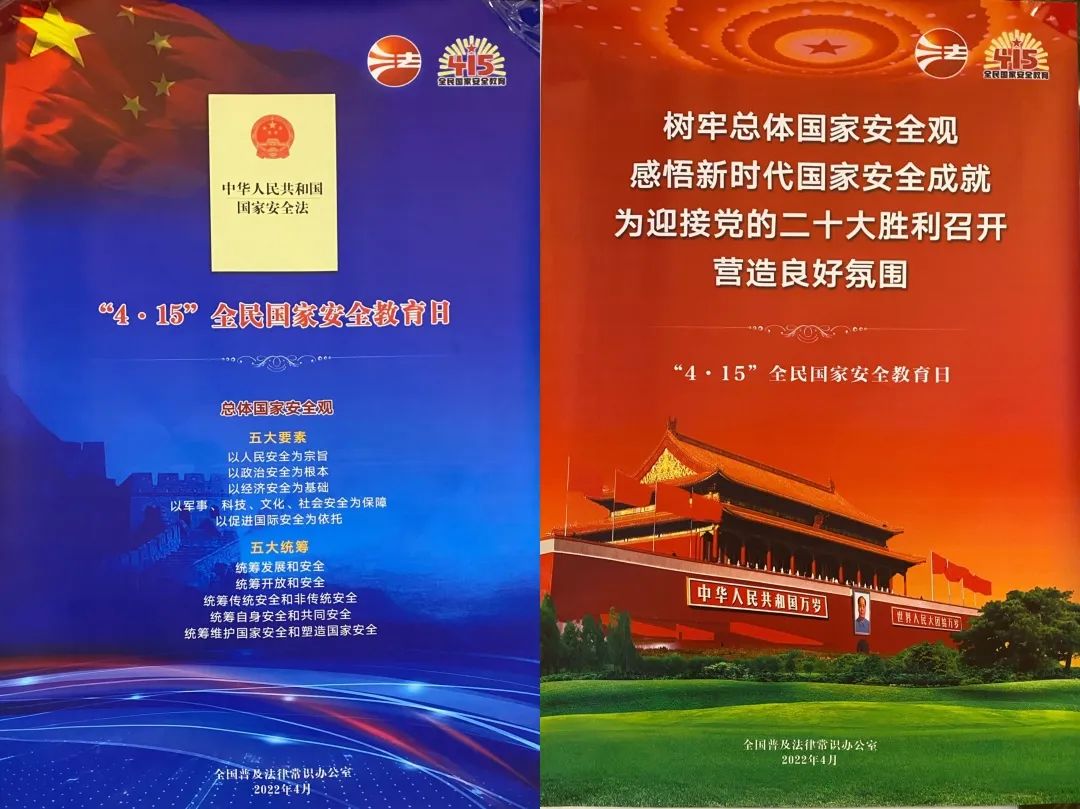 法
4·15
全民国家安全教育
中华人民共和国
国家安全法
“4·15”全民国家安全教育日
总体国家安全观
五大要素
以人民安全为宗旨
以政治安全为根本
以经济安全为基础
以军事、科技、文化、社会安全为保障
以促进国际安全为依托
五大统筹
统筹发展和安全
统筹开放和安全
统筹传统安全和非传统安全
统筹自身安全和共同安全
统筹维护国家安全和塑造国家安全
全国普及法律常识办公室
2022年4月
法
4·15
全民国家安全教育
树牢总体国家安全观
感悟新时代国家安全成就
为迎接党的二十大胜利召开
营造良好氛围
“4·15”全民国家安全教育日
中华人民共和国万岁
世界人民大团结万岁
全国普及法律常识办公室
2022年4月